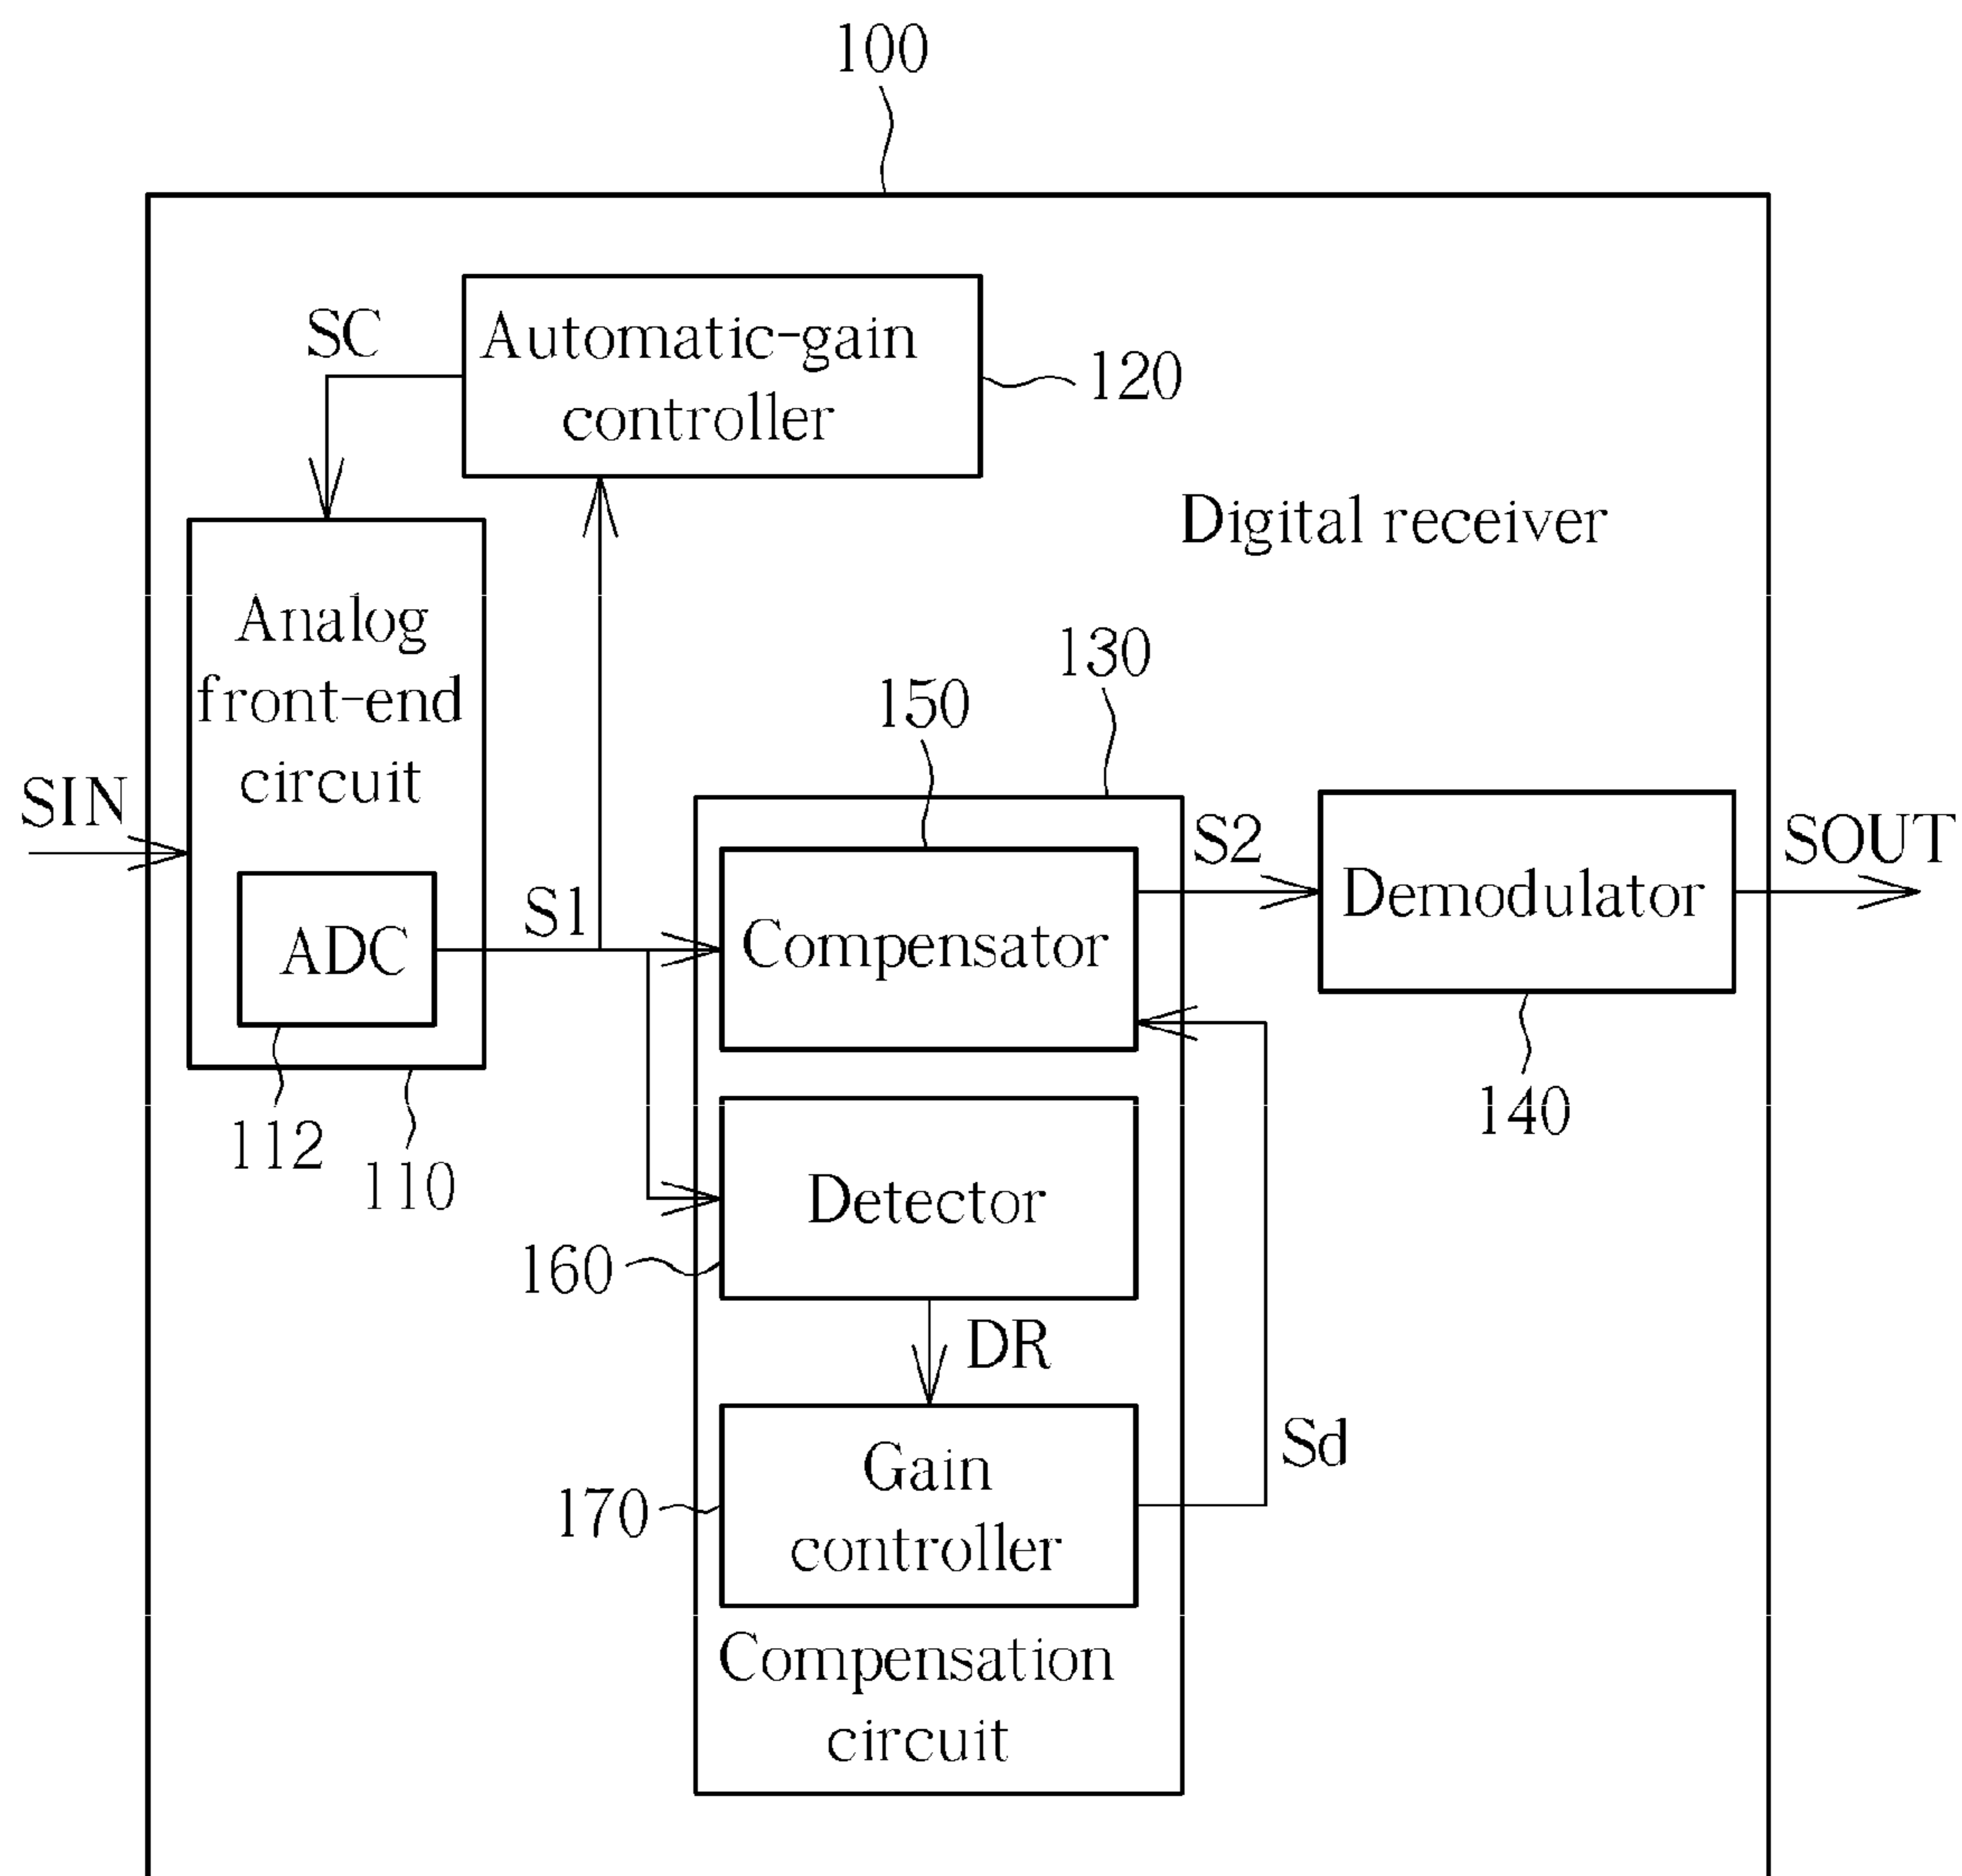 100
SC
Automatic-gain
controller
120
Digital receiver
Analog
front-end
circuit
130
150
SIN
S2
SOUT
Demodulator
S1
ADC
Compensator
140
112
110
Detector
160
DR
Sd
Gain
170
controller
Compensation
circuit